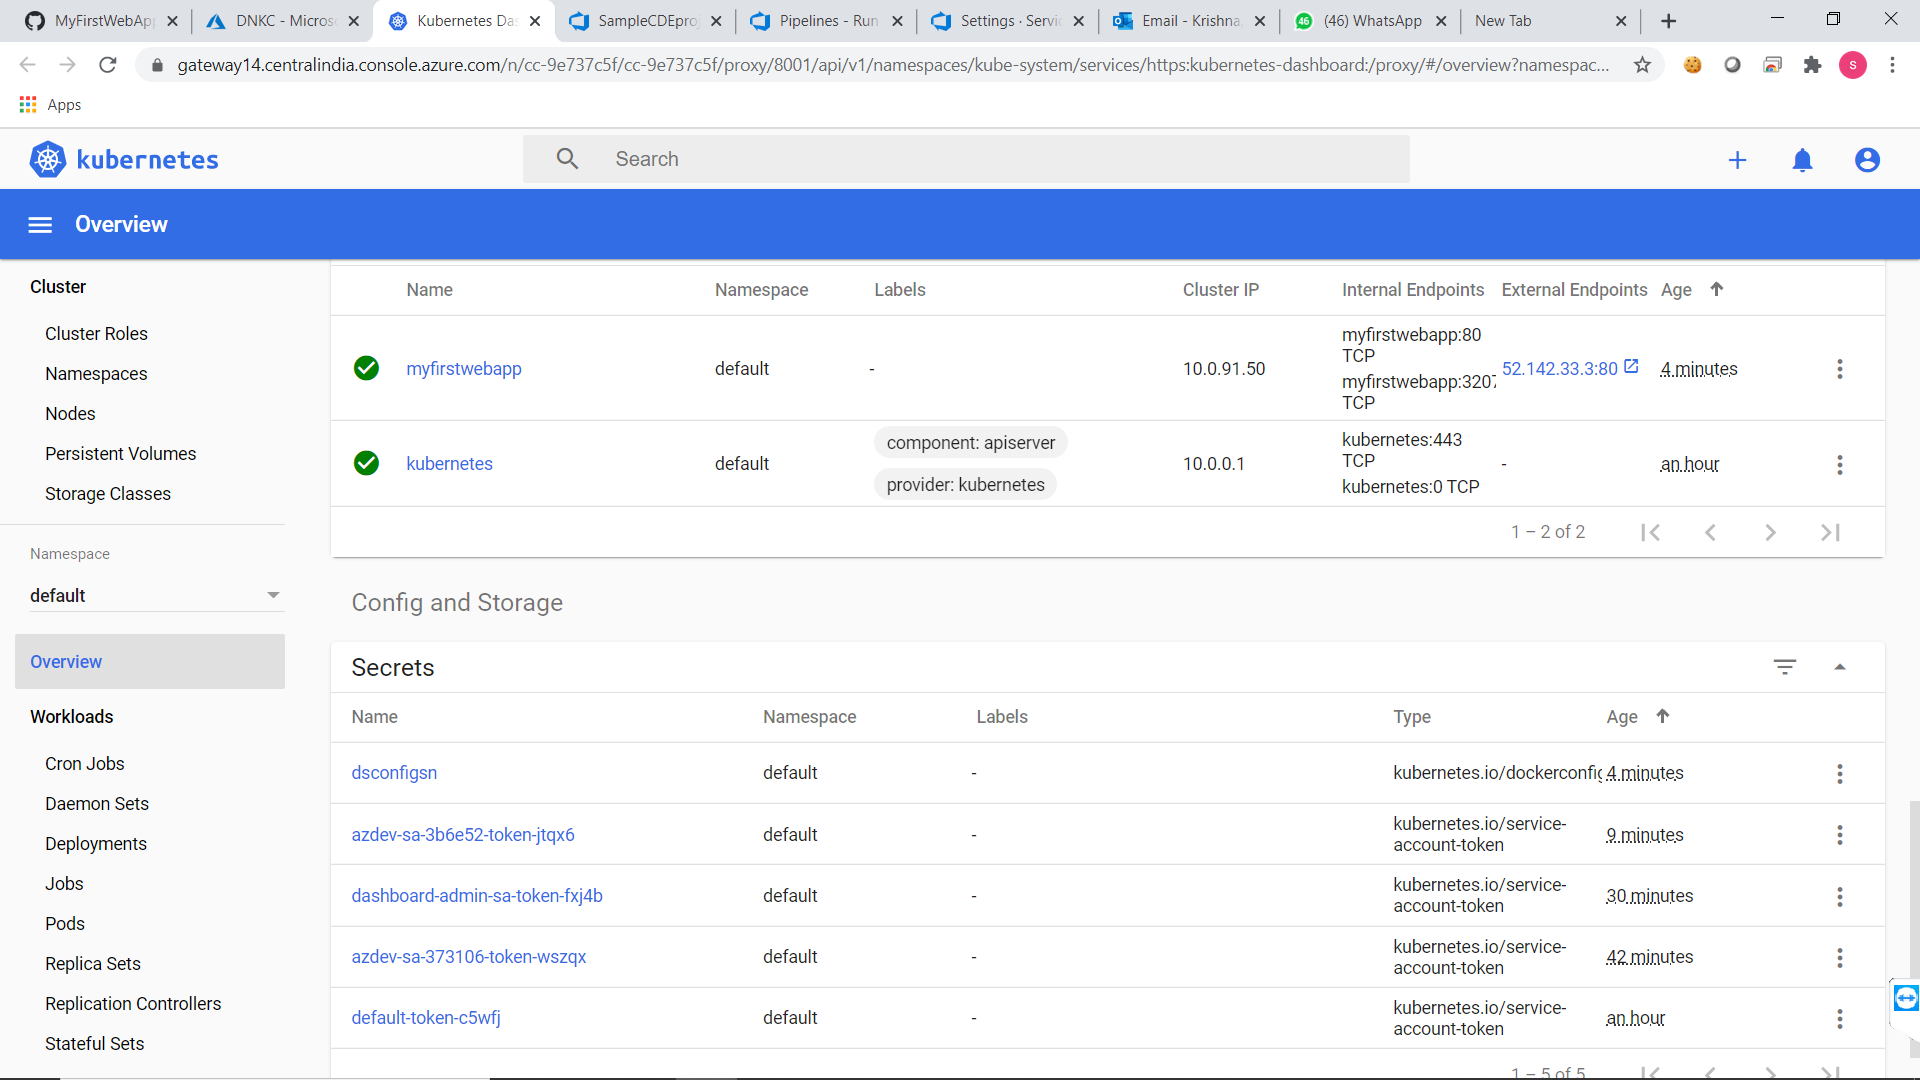 MyFirstWebApp
DNKC - Microso
Kubernetes Das
SampleCDEproj
Pipelines - Run
Settings · Servic
Email - Krishna,
(46) WhatsApp
New Tab
gateway14.centralindia.console.azure.com/n/cc-9e737c5f/cc-9e737c5f/proxy/8001/api/v1/namespaces/kube-system/services/https:kubernetes-dashboard:/proxy/#/overview?namespac...
S
Apps
kubernetes
Search
Overview
Cluster
Cluster Roles
Namespaces
Nodes
Persistent Volumes
Storage Classes
Namespace
default
Overview
Workloads
Cron Jobs
Daemon Sets
Deployments
Jobs
Pods
Replica Sets
Replication Controllers
Stateful Sets
Name Namespace Labels Cluster IP Internal Endpoints External Endpoints Age
myfirstwebapp default - 10.0.91.50 myfirstwebapp:80 TCP myfirstwebapp:3207 TCP 52.142.33.3:80 4 minutes
kubernetes default component: apiserver provider: kubernetes 10.0.0.1 kubernetes:443 TCP kubernetes:0 TCP - an hour
1 – 2 of 2
Config and Storage
Secrets
Name Namespace Labels Type Age
dsconfigsn default - kubernetes.io/dockerconfig 4 minutes
azdev-sa-3b6e52-token-jtqx6 default - kubernetes.io/service-account-token 9 minutes
dashboard-admin-sa-token-fxj4b default - kubernetes.io/service-account-token 30 minutes
azdev-sa-373106-token-wszqx default - kubernetes.io/service-account-token 42 minutes
default-token-c5wfj default - kubernetes.io/service-account-token an hour
1 – 5 of 5